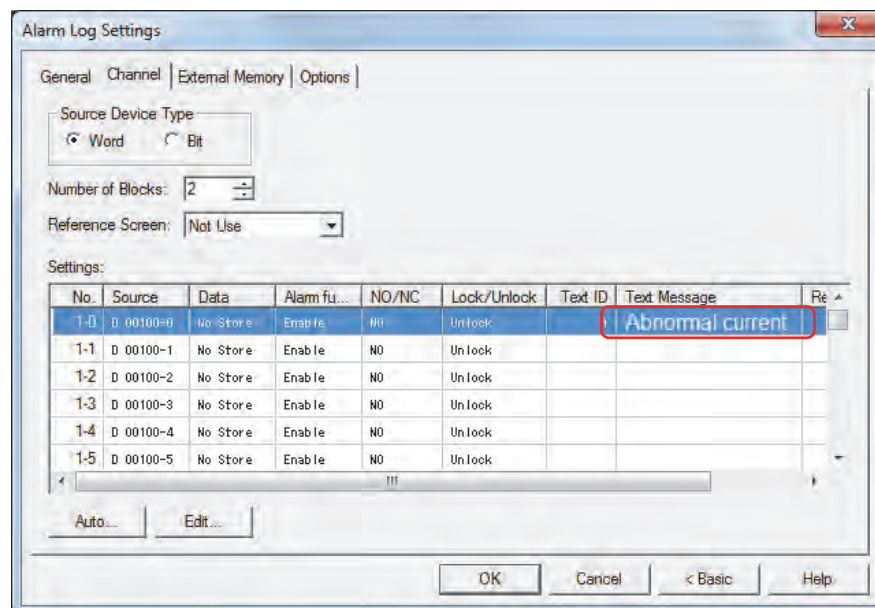 Alarm Log Settings
General Channel External Memory Options
Source Device Type
Word Bit
Number of Blocks: 2
Reference Screen: Not Use
Settings:
No. Source Data Alarm fu... NO/NC Lock/Unlock Text ID Text Message Re
1-0 D 00100-0 No Store Enable NO Unlock Abnormal current
1-1 D 00100-1 No Store Enable NO Unlock
1-2 D 00100-2 No Store Enable NO Unlock
1-3 D 00100-3 No Store Enable NO Unlock
1-4 D 00100-4 No Store Enable NO Unlock
1-5 D 00100-5 No Store Enable NO Unlock
Auto... Edit...
OK Cancel < Basic Help